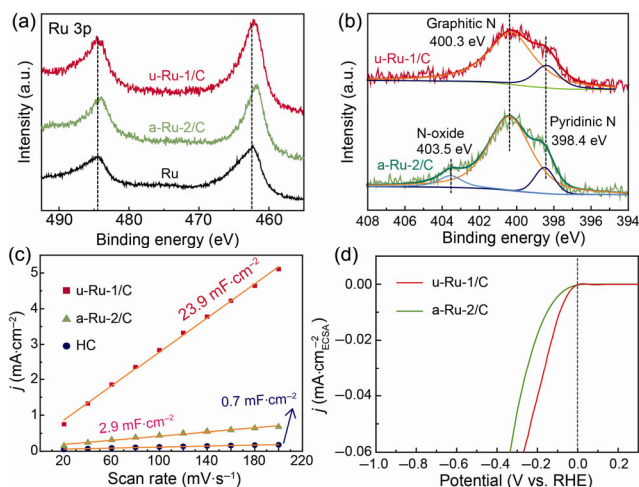 (a)
Ru 3p
u-Ru-1/C
a-Ru-2/C
Ru
Intensity (a.u.)
490 480 470 460
Binding energy (eV)
(b)
Graphitic N
400.3 eV
u-Ru-1/C
N-oxide
403.5 eV
Pyridinic N
398.4 eV
a-Ru-2/C
Intensity (a.u.)
408 406 404 402 400 398 396 394
Binding energy (eV)
(c)
u-Ru-1/C
a-Ru-2/C
HC
23.9 mF·cm⁻²
2.9 mF·cm⁻²
0.7 mF·cm⁻²
j (mA·cm⁻²)
5
4
3
2
1
0
20 60 100 140 180 220
Scan rate (mV·s⁻¹)
(d)
u-Ru-1/C
a-Ru-2/C
j (mA·cm⁻²ECSA)
0.00
−0.02
−0.04
−0.06
−1.0 −0.8 −0.6 −0.4 −0.2 0.0 0.2
Potential (V vs. RHE)